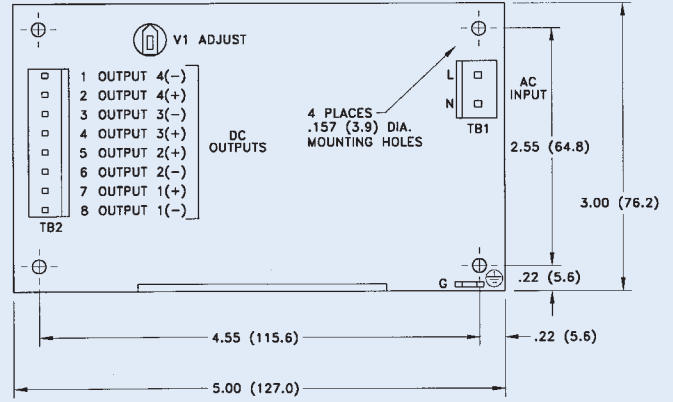 V1 ADJUST
1 OUTPUT 4(-)
2 OUTPUT 4(+)
3 OUTPUT 3(-)
4 OUTPUT 3(+)
5 OUTPUT 2(+)
6 OUTPUT 2(-)
7 OUTPUT 1(+)
8 OUTPUT 1(-)
TB2
DC
OUTPUTS
4 PLACES
.157 (3.9) DIA.
MOUNTING HOLES
L
N
TB1
AC
INPUT
2.55 (64.8)
3.00 (76.2)
G
.22 (5.6)
4.55 (115.6)
.22 (5.6)
5.00 (127.0)